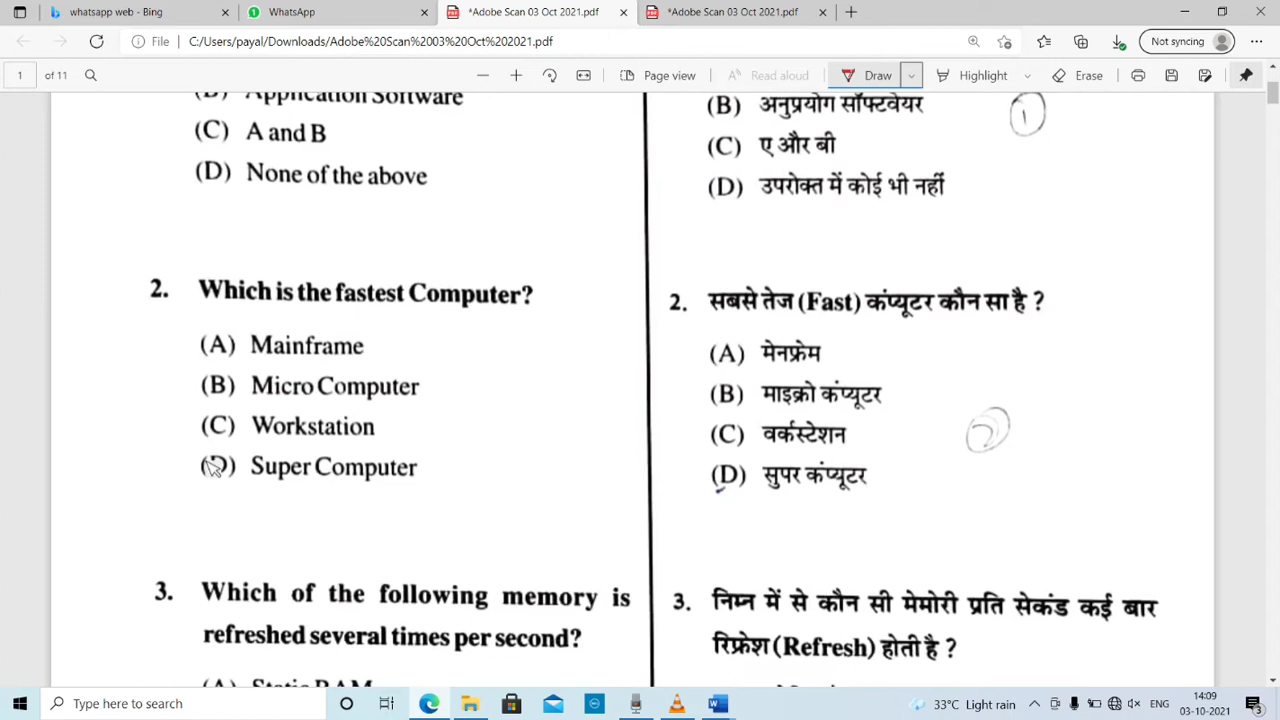 whatsapp web - Bing
WhatsApp
*Adobe Scan 03 Oct 2021.pdf
*Adobe Scan 03 Oct 2021.pdf
File
C:/Users/payal/Downloads/Adobe%20Scan%2003%20Oct%202021.pdf
Not syncing
1
of 11
Page view
Read aloud
Draw
Highlight
Erase
(B) Application Software
(C) A and B
(D) None of the above
2. Which is the fastest Computer?
(A) Mainframe
(B) Micro Computer
(C) Workstation
(D) Super Computer
3. Which of the following memory is
refreshed several times per second?
(A) Static RAM
(B) अनुप्रयोग सॉफ्टवेयर
1
(C) ए और बी
(D) उपरोक्त में कोई भी नहीं
2. सबसे तेज (Fast) कंप्यूटर कौन सा है ?
(A) मेनफ्रेम
(B) माइक्रो कंप्यूटर
(C) वर्कस्टेशन
2
(D) सुपर कंप्यूटर
3. निम्न में से कौन सी मेमोरी प्रति सेकंड कई बार
रिफ्रेश (Refresh) होती है ?
Type here to search
33°C Light rain
ENG
14:09
03-10-2021
3